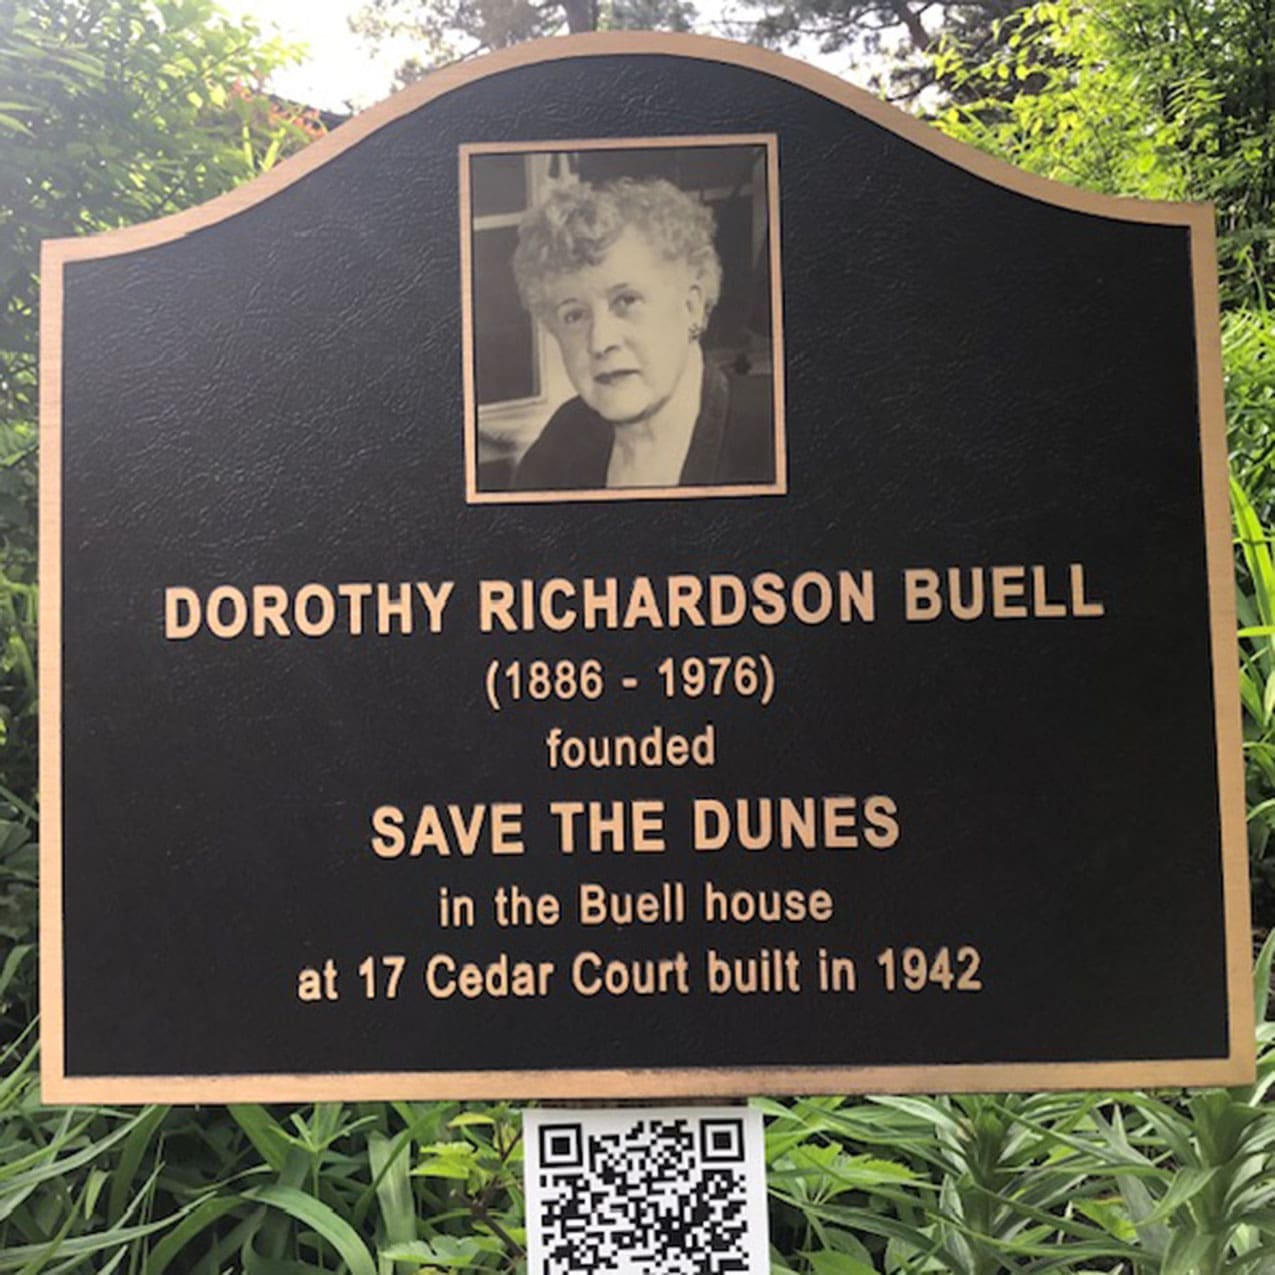 DOROTHY RICHARDSON BUELL
(1886 - 1976)
founded
SAVE THE DUNES
in the Buell house
at 17 Cedar Court built in 1942